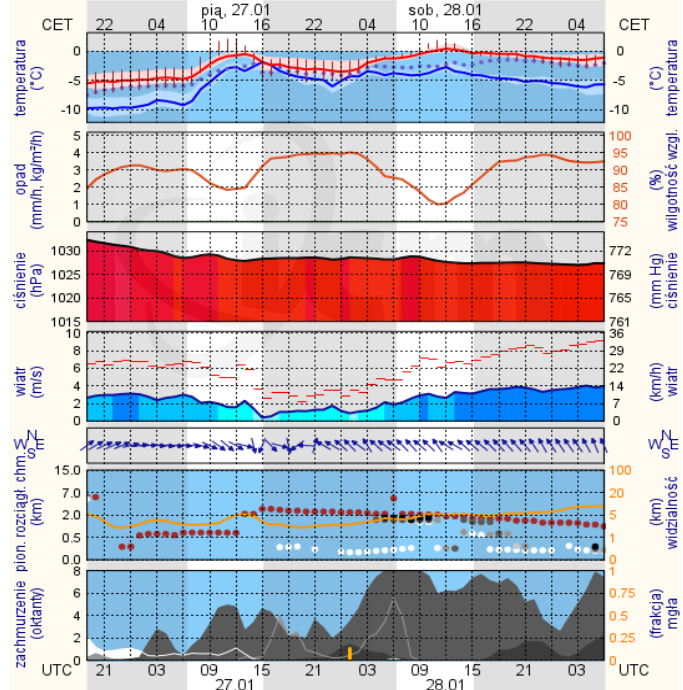 pią, 27.01 sob, 28.01
CET 22 04 10 16 22 04 10 16 22 04 CET
temperatura
(°C)
0
-5
-10
0
-5
-10
temperatura
(°C)
opad
(mm/h, kg/m²/h)
5
4
3
2
1
0
100
95
90
85
80
75
(%)
wilgotność wzgl.
ciśnienie
(hPa)
1030
1025
1020
1015
772
769
765
761
(mm Hg)
ciśnienie
wiatr
(m/s)
10
8
6
4
2
0
36
29
22
14
7
0
(km/h)
wiatr
N
W E
S
N
W E
S
pion. rozciągł. chm.
(km)
15.0
7.0
2.0
0.5
0.0
100
20
5
1
0
(km)
widzialność
zachmurzenie
(oktanty)
8
6
4
2
0
1
0.75
0.5
0.25
0
(frakcja)
mgła
UTC 21 03 09 15 21 03 09 15 21 03 UTC
27.01 28.01